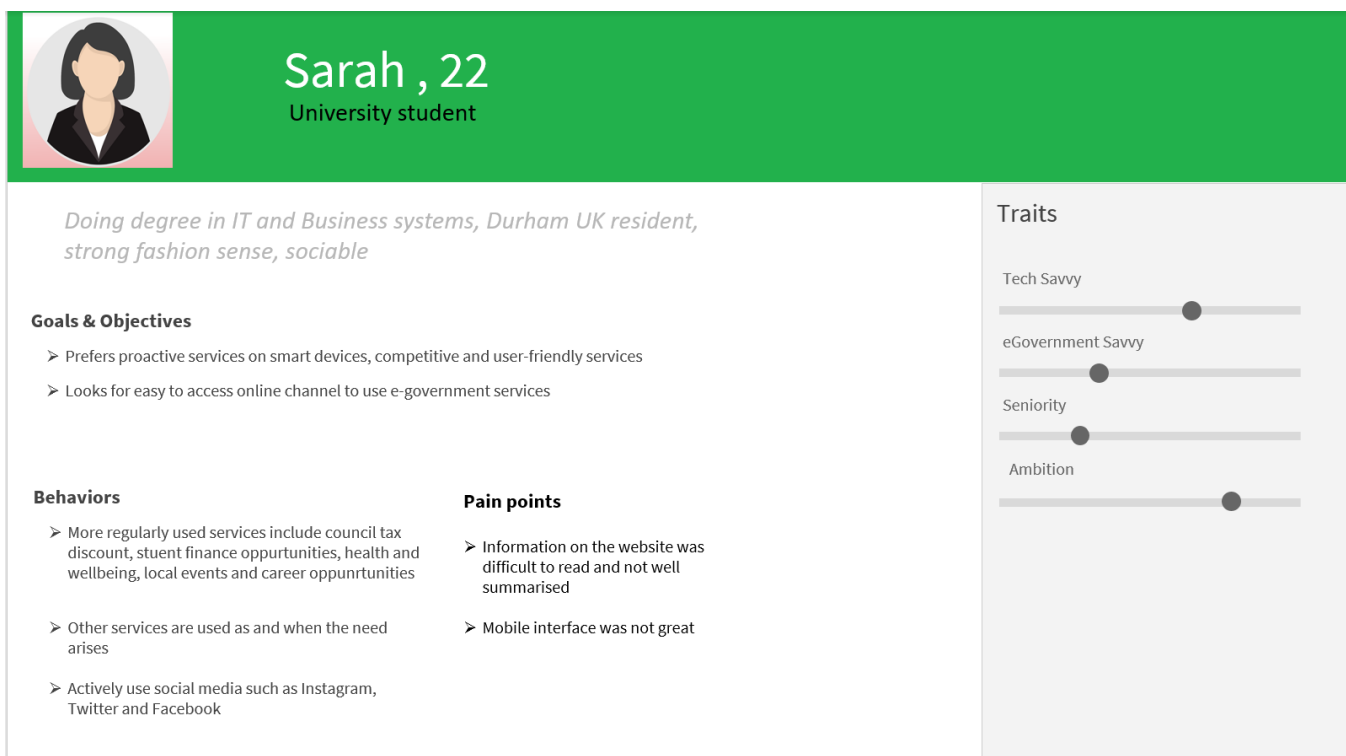 Sarah , 22
University student
Doing degree in IT and Business systems, Durham UK resident,
strong fashion sense, sociable
Goals & Objectives
➢ Prefers proactive services on smart devices, competitive and user-friendly services
➢ Looks for easy to access online channel to use e-government services
Behaviors
➢ More regularly used services include council tax
discount, stuent finance oppurtunities, health and
wellbeing, local events and career oppunrtunities
➢ Other services are used as and when the need
arises
➢ Actively use social media such as Instagram,
Twitter and Facebook
Pain points
➢ Information on the website was
difficult to read and not well
summarised
➢ Mobile interface was not great
Traits
Tech Savvy
eGovernment Savvy
Seniority
Ambition